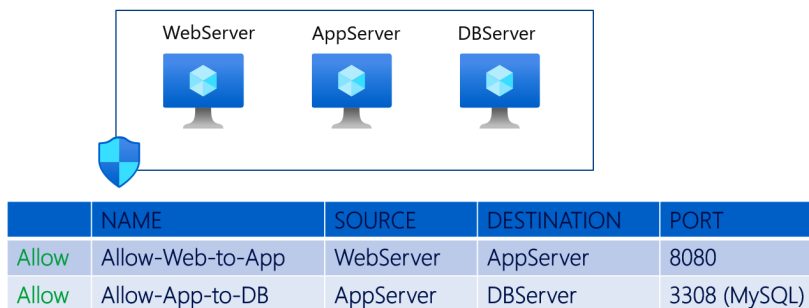 WebServer AppServer DBServer
NAME SOURCE DESTINATION PORT
Allow Allow-Web-to-App WebServer AppServer 8080
Allow Allow-App-to-DB AppServer DBServer 3308 (MySQL)